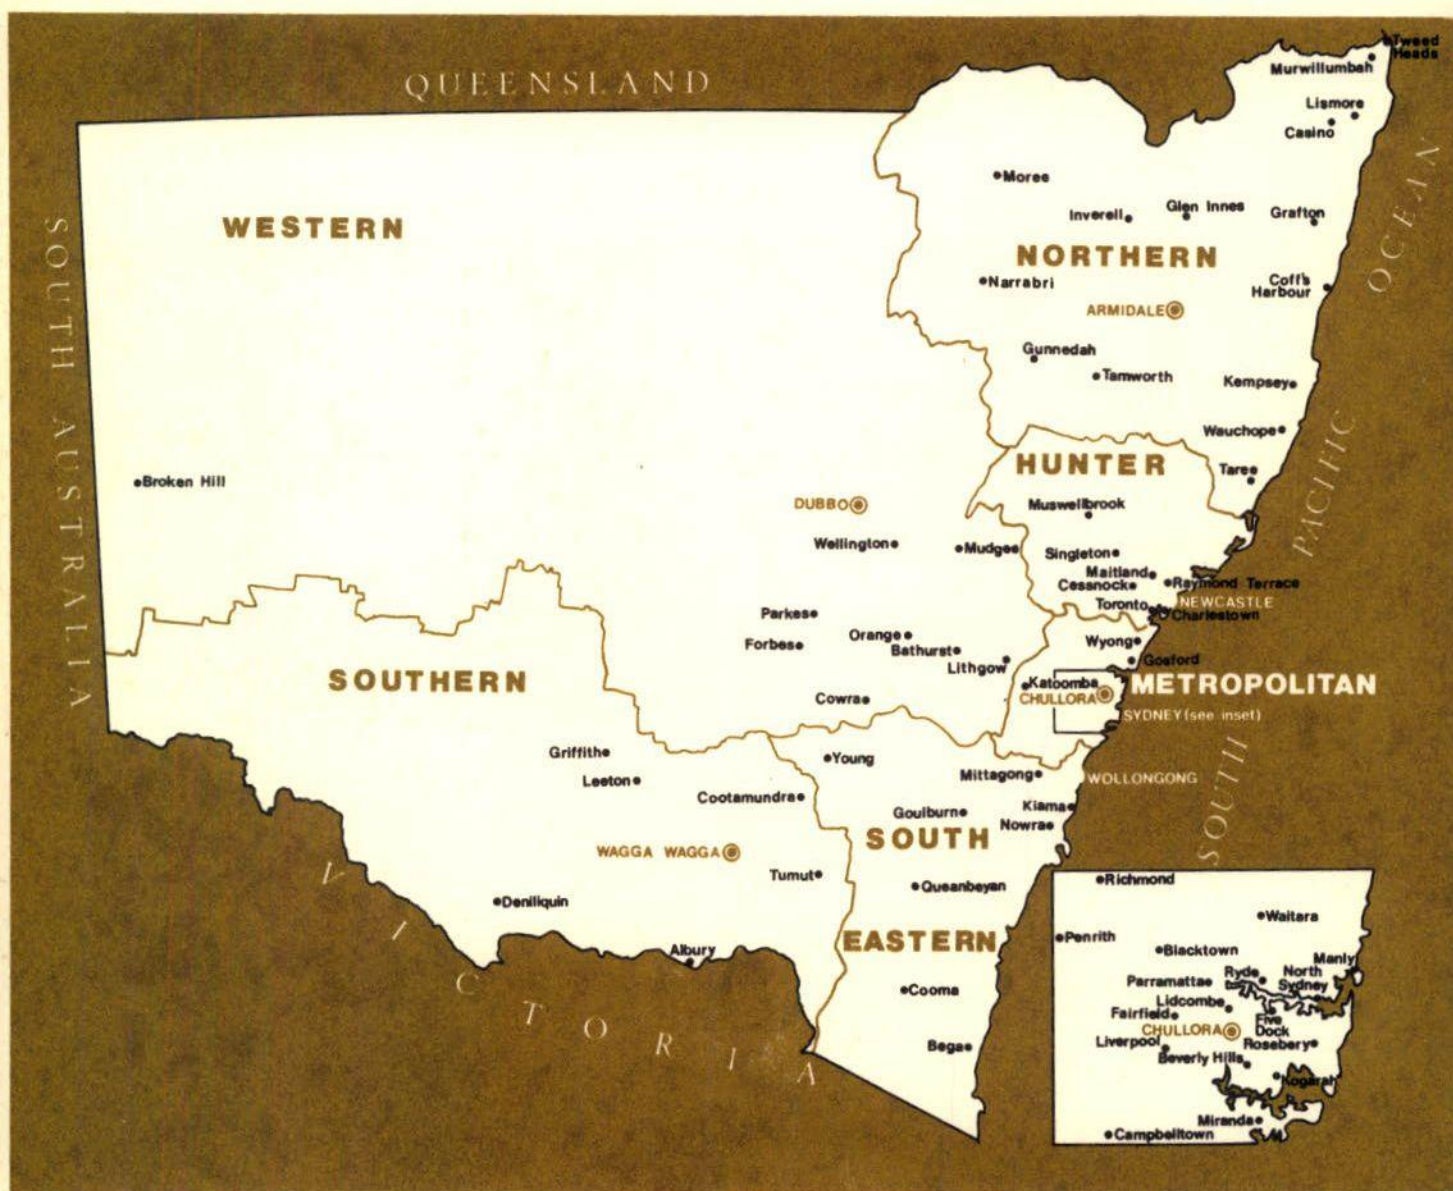 QUEENSLAND
Tweed
Heads
Murwillumbah
Lismore
Casino
Moree
Inverell
Glen Innes
Grafton
WESTERN
NORTHERN
SOUTH AUSTRALIA
SOUTH PACIFIC OCEAN
Narrabri
Coff's
Harbour
ARMIDALE
Gunnedah
Tamworth
Kempsey
Wauchope
HUNTER
Taree
Broken Hill
DUBBO
Muswellbrook
Wellington
Mudgee
Singleton
Maitland
Cessnock
Raymond Terrace
Toronto
NEWCASTLE
Charlestown
Parkes
Forbes
Orange
Bathurst
Lithgow
Wyong
Gosford
SOUTHERN
Katoomba
METROPOLITAN
CHULLORA
Cowra
SYDNEY (see inset)
Griffith
Leeton
Young
Mittagong
WOLLONGONG
Cootamundra
Goulburn
Kiama
Nowra
SOUTH
EASTERN
WAGGA WAGGA
Tumut
Queanbeyan
Deniliquin
Albury
Cooma
Bega
VICTORIA
Richmond
Waitara
Penrith
Blacktown
Manly
Parramatta
Ryde
North
Sydney
Lidcombe
Fairfield
Five
Dock
CHULLORA
Liverpool
Rosebery
Beverly Hills
Kogarah
Miranda
Campbelltown